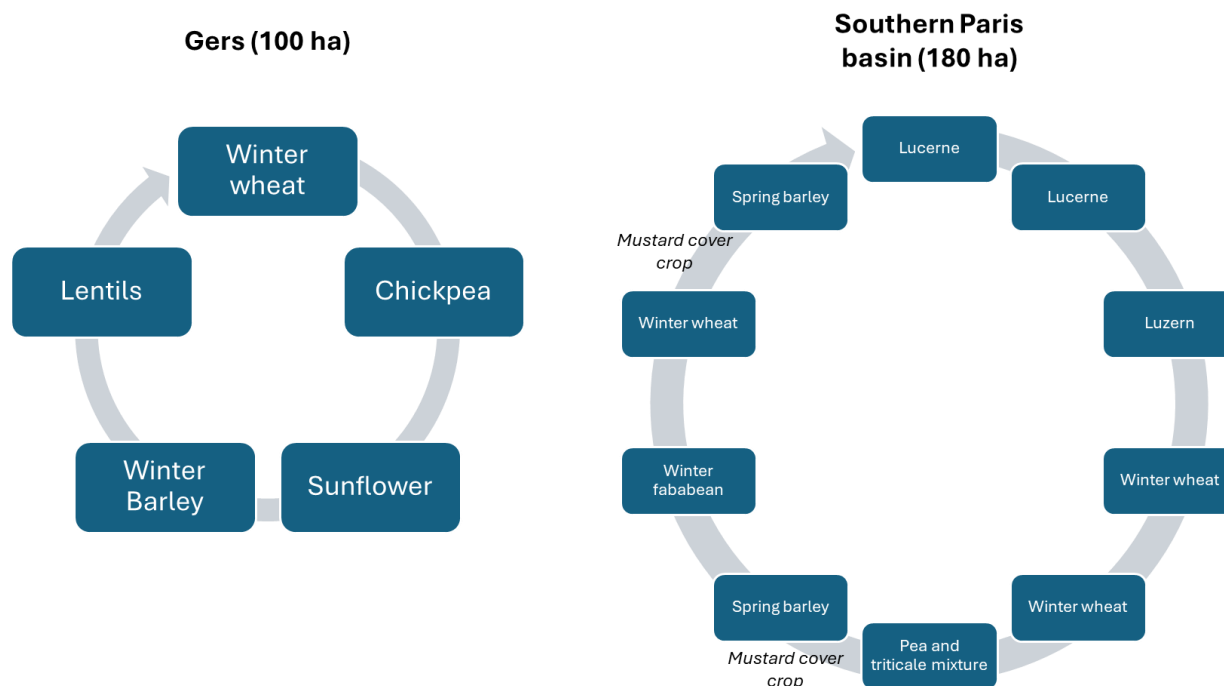 Gers (100 ha)
Winter
wheat
Chickpea
Sunflower
Winter
Barley
Lentils
Southern Paris
basin (180 ha)
Lucerne
Lucerne
Luzern
Winter wheat
Winter wheat
Pea and
triticale mixture
Mustard cover
crop
Spring barley
Winter
fababean
Winter wheat
Mustard cover
crop
Spring barley